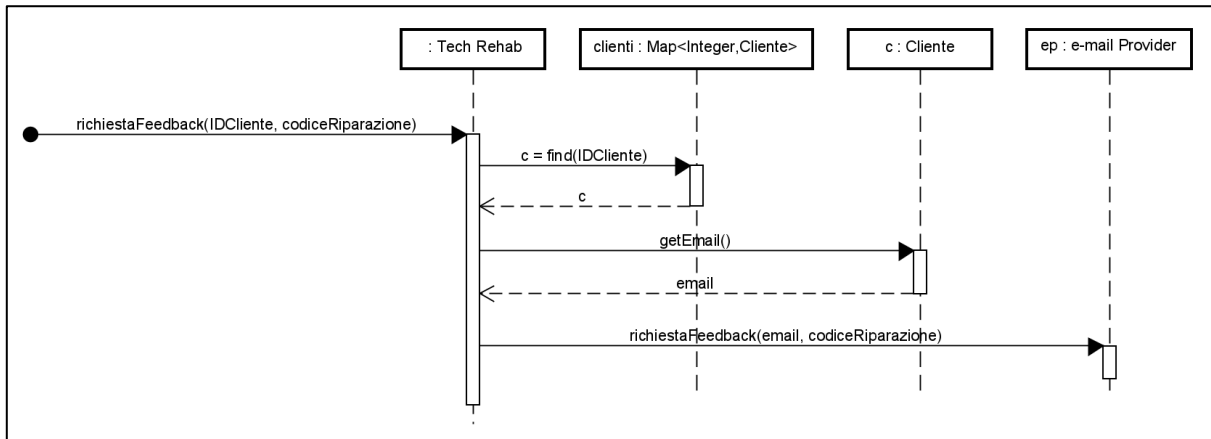 : Tech Rehab
clienti : Map<Integer,Cliente>
c : Cliente
ep : e-mail Provider
richiestaFeedback(IDCliente, codiceRiparazione)
c = find(IDCliente)
c
getEmail()
email
richiestaFeedback(email, codiceRiparazione)